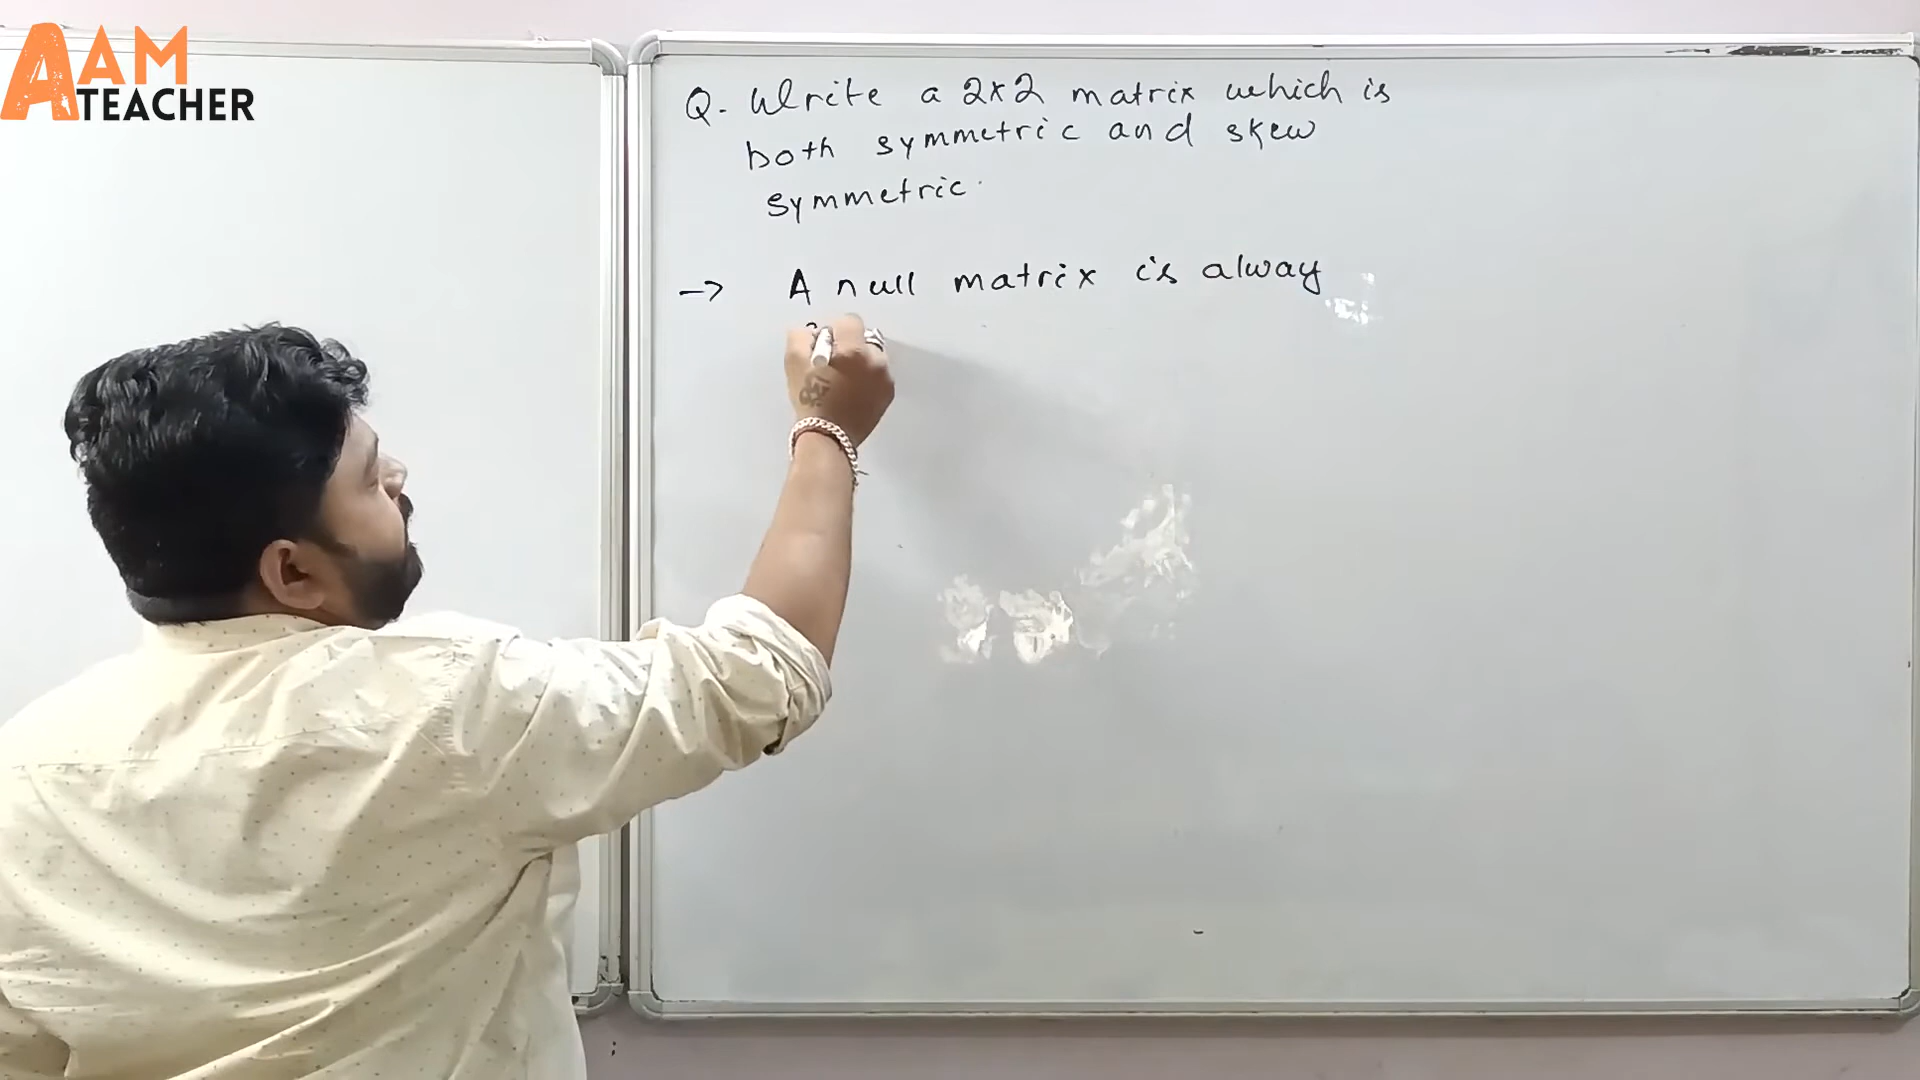 AAM
TEACHER
Q. Write a 2x2 matrix which is
both symmetric and skew
symmetric.
→ A null matrix is alway